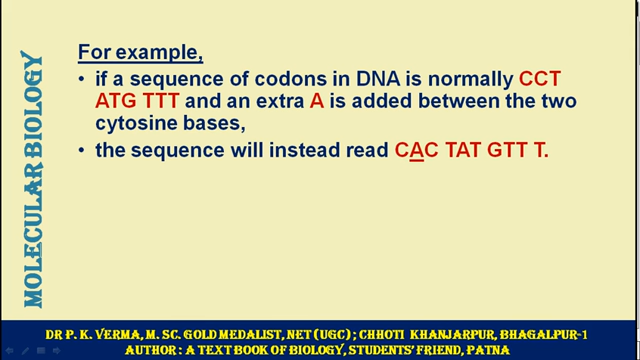 MOLECULAR BIOLOGY
For example,
• if a sequence of codons in DNA is normally CCT
ATG TTT and an extra A is added between the two
cytosine bases,
• the sequence will instead read CAC TAT GTT T.
DR P. K. VERMA, M. SC. GOLD MEDALIST, NET (UGC) ; CHHOTI KHANJARPUR, BHAGALPUR-1
AUTHOR : A TEXT BOOK OF BIOLOGY, STUDENTS' FRIEND, PATNA